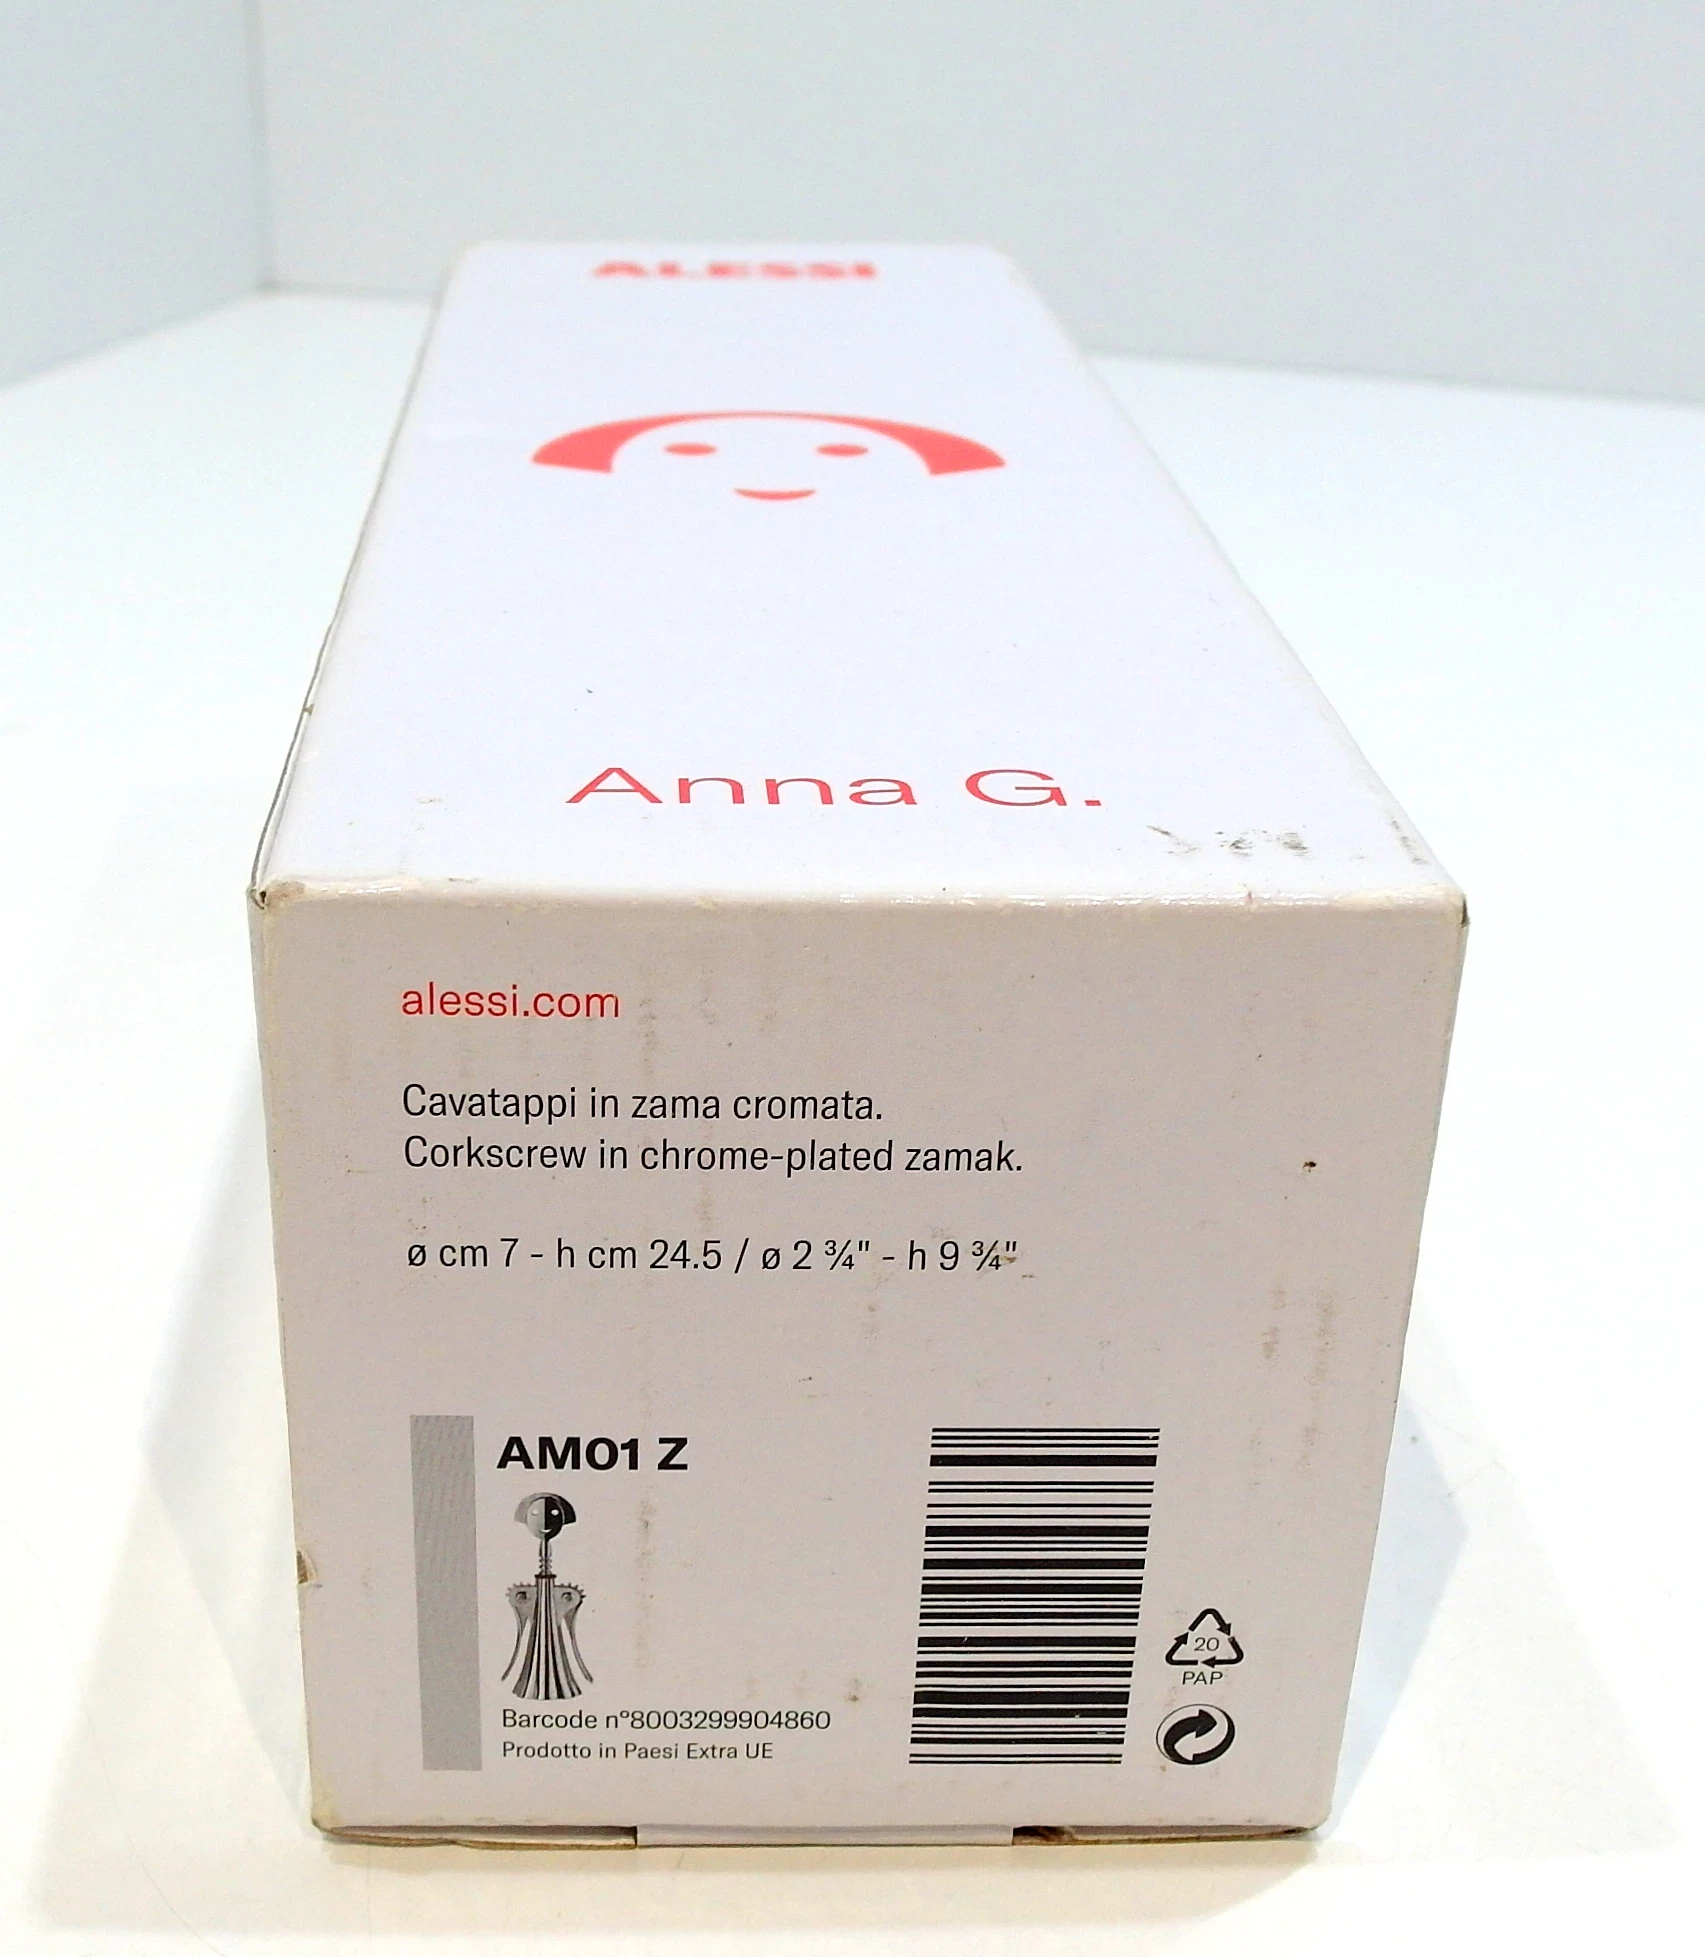 ALESSI
Anna G.
alessi.com
Cavatappi in zama cromata.
Corkscrew in chrome-plated zamak.
ø cm 7 - h cm 24.5 / ø 2 ¾" - h 9 ¾"
AM01 Z
20
PAP
Barcode n°8003299904860
Prodotto in Paesi Extra UE